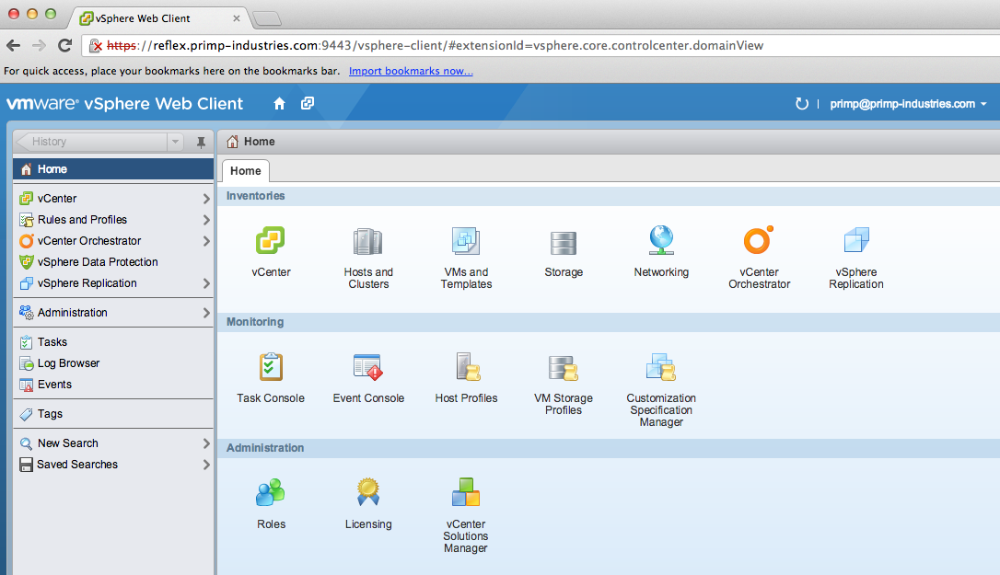 vSphere Web Client
https://reflex.primp-industries.com:9443/vsphere-client/#extensionId=vsphere.core.controlcenter.domainView
For quick access, place your bookmarks here on the bookmarks bar. Import bookmarks now...
vmware® vSphere Web Client
primp@primp-industries.com
History
Home
vCenter
Rules and Profiles
vCenter Orchestrator
vSphere Data Protection
vSphere Replication
Administration
Tasks
Log Browser
Events
Tags
New Search
Saved Searches
Home
Home
Inventories
vCenter
Hosts and
Clusters
VMs and
Templates
Storage
Networking
vCenter
Orchestrator
vSphere
Replication
Monitoring
Task Console
Event Console
Host Profiles
VM Storage
Profiles
Customization
Specification
Manager
Administration
Roles
Licensing
vCenter
Solutions
Manager